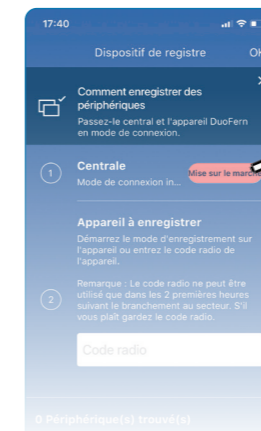 17:40
Dispositif de registre OK
Comment enregistrer des
périphériques
Passez-le central et l'appareil DuoFern
en mode de connexion.
1
Centrale
Mode de connexion in...
Mise sur le marche
Appareil à enregistrer
Démarrez le mode d'enregistrement sur
l'appareil ou entrez le code radio de
l'appareil.
2
Remarque : Le code radio ne peut être
utilisé que dans les 2 premières heures
suivant le branchement au secteur. S'il
vous plaît gardez le code radio.
Code radio
0 Périphérique(s) trouvé(s)